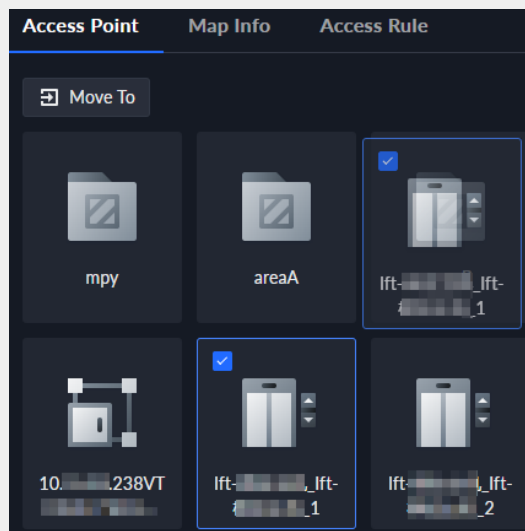 Access Point Map Info Access Rule
Move To
mpy areaA
lft- _lft-
_1
10. .238VT lft- _lft- lft- _lft-
_1 _2